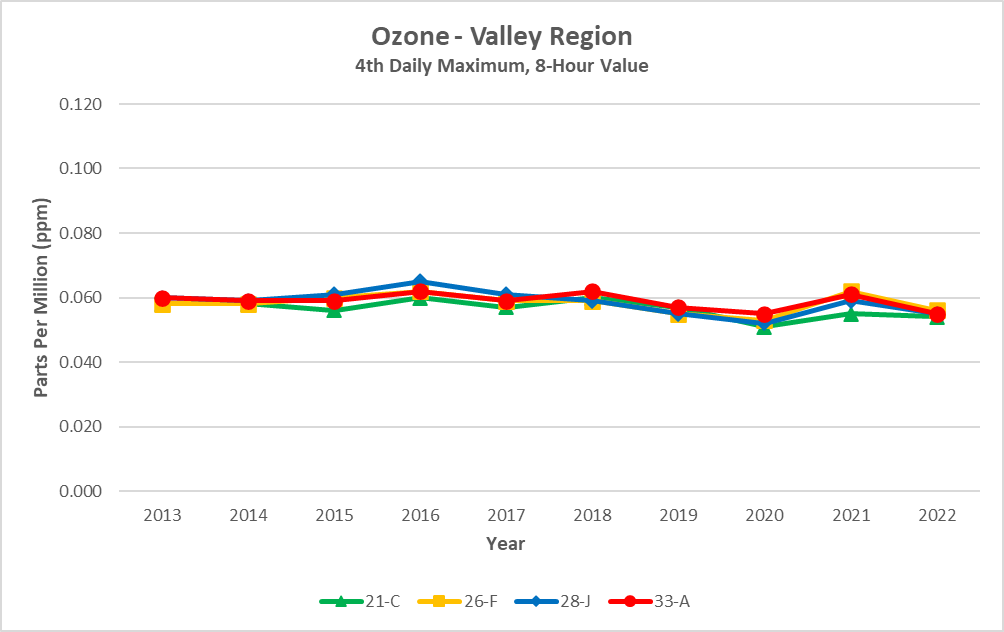 Ozone - Valley Region
4th Daily Maximum, 8-Hour Value
Parts Per Million (ppm)
0.120
0.100
0.080
0.060
0.040
0.020
0.000
2013 2014 2015 2016 2017 2018 2019 2020 2021 2022
Year
21-C 26-F 28-J 33-A